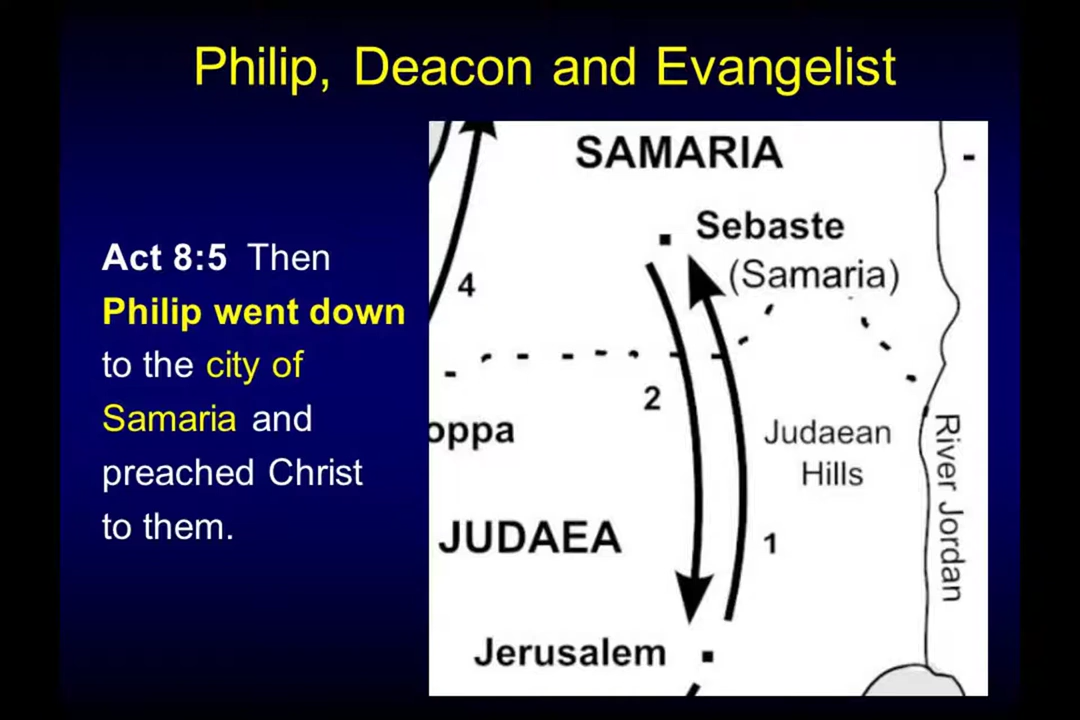 Philip, Deacon and Evangelist
Act 8:5 Then
Philip went down
to the city of
Samaria and
preached Christ
to them.
SAMARIA
Sebaste
(Samaria)
4
2
oppa
Judaean
Hills
River Jordan
JUDAEA
1
Jerusalem